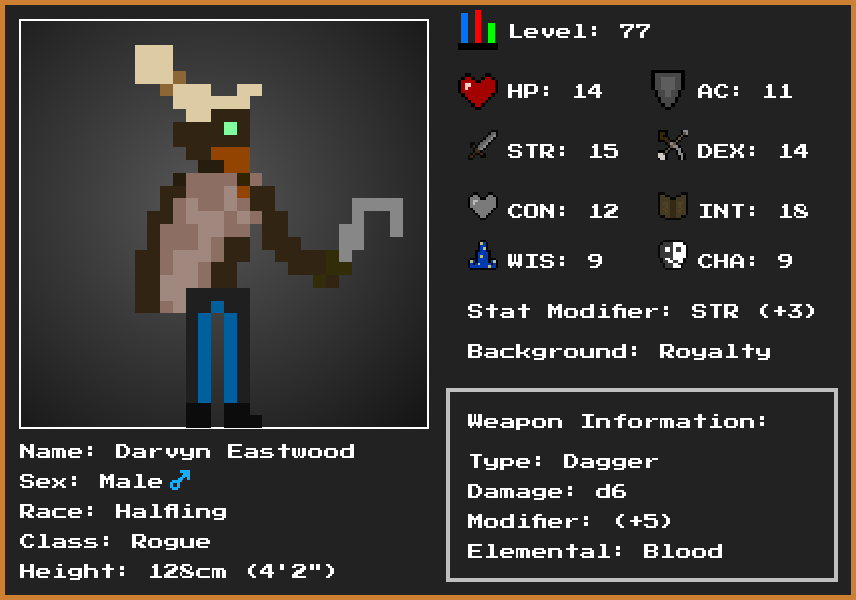 Level: 77
HP: 14
AC: 11
STR: 15
DEX: 14
CON: 12
INT: 18
WIS: 9
CHA: 9
Stat Modifier: STR (+3)
Background: Royalty
Weapon Information:
Type: Dagger
Damage: d6
Modifier: (+5)
Elemental: Blood
Name: Darvyn Eastwood
Sex: Male ♂
Race: Halfling
Class: Rogue
Height: 128cm (4'2")